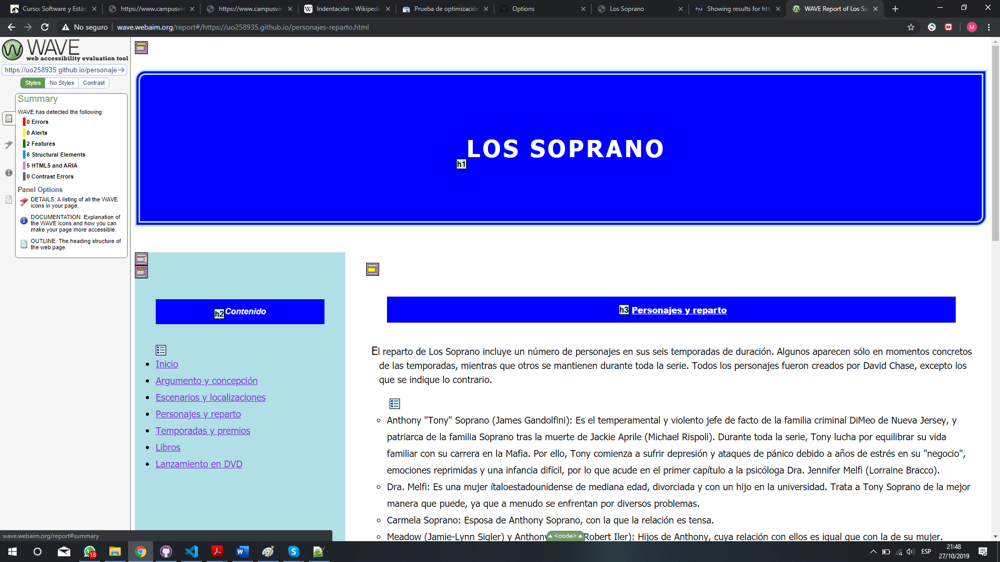 Curso: Software y Están
https://www.campusvir
https://www.campusvir
Indentación - Wikipedi
Prueba de optimización
Options
Los Soprano
Showing results for htt
WAVE Report of Los So
No seguro
wave.webaim.org/report#/https://uo258935.github.io/personajes-reparto.html
M
WAVE
web accessibility evaluation tool
https://uo258935.github.io/personaje
Styles
No Styles
Contrast
Summary
WAVE has detected the following:
0 Errors
0 Alerts
2 Features
6 Structural Elements
5 HTML5 and ARIA
0 Contrast Errors
Panel Options
DETAILS: A listing of all the WAVE
icons in your page.
DOCUMENTATION: Explanation of
the WAVE icons and how you can
make your page more accessible.
OUTLINE: The heading structure of
the web page.
LOS SOPRANO
h1
h2 Contenido
Inicio
Argumento y concepción
Escenarios y localizaciones
Personajes y reparto
Temporadas y premios
Libros
Lanzamiento en DVD
h3 Personajes y reparto
El reparto de Los Soprano incluye un número de personajes en sus seis temporadas de duración. Algunos aparecen sólo en momentos concretos
de las temporadas, mientras que otros se mantienen durante toda la serie. Todos los personajes fueron creados por David Chase, excepto los
que se indique lo contrario.
Anthony "Tony" Soprano (James Gandolfini): Es el temperamental y violento jefe de facto de la familia criminal DiMeo de Nueva Jersey, y
patriarca de la familia Soprano tras la muerte de Jackie Aprile (Michael Rispoli). Durante toda la serie, Tony lucha por equilibrar su vida
familiar con su carrera en la Mafia. Por ello, Tony comienza a sufrir depresión y ataques de pánico debido a años de estrés en su "negocio",
emociones reprimidas y una infancia difícil, por lo que acude en el primer capítulo a la psicóloga Dra. Jennifer Melfi (Lorraine Bracco).
Dra. Melfi: Es una mujer ítaloestadounidense de mediana edad, divorciada y con un hijo en la universidad. Trata a Tony Soprano de la mejor
manera que puede, ya que a menudo se enfrentan por diversos problemas.
Carmela Soprano: Esposa de Anthony Soprano, con la que la relación es tensa.
Meadow (Jamie-Lynn Sigler) y Anthony Robert Iler): Hijos de Anthony, cuya relación con ellos es igual que con la de su mujer.
<code>
wave.webaim.org/report#summary
18
ESP
21:48
27/10/2019